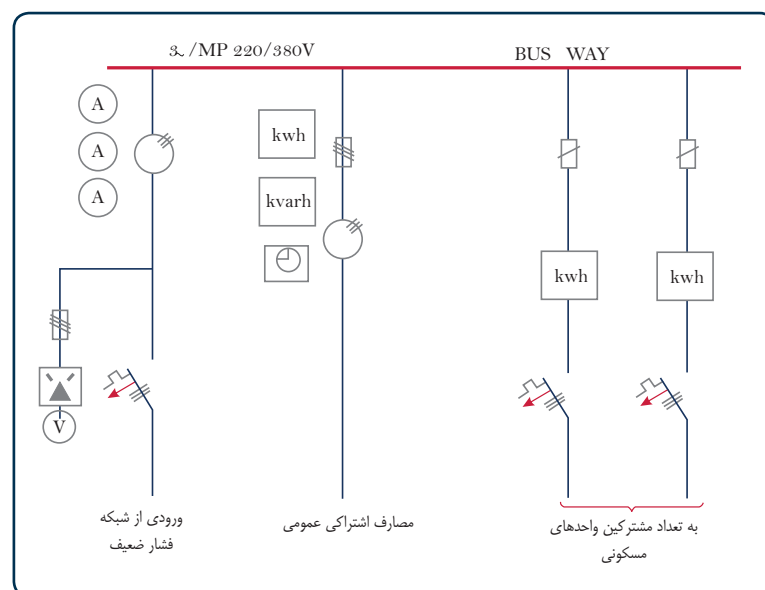 3~/MP 220/380V
BUS WAY
A
A
A
kwh
kvarh
kwh
kwh
V
ورودی از شبکه
فشار ضعیف
مصارف اشتراکی عمومی
به تعداد مشترکین واحدهای
مسکونی